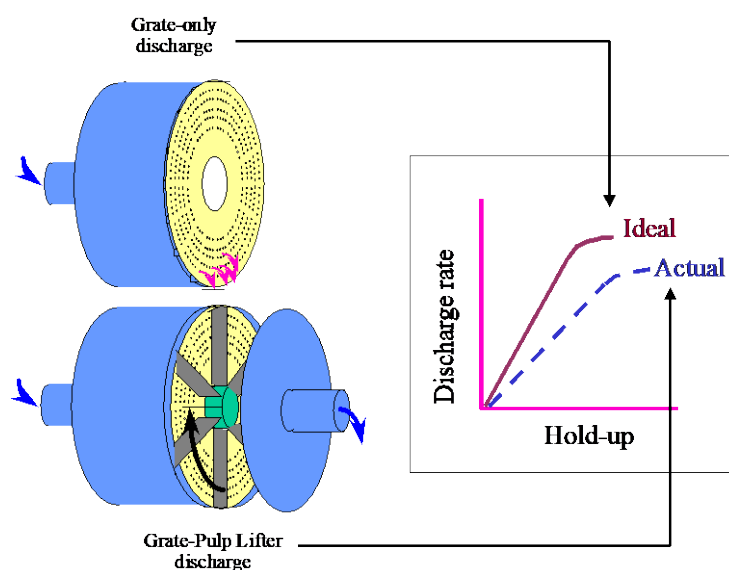 Grate-only
discharge
Ideal
Actual
Discharge rate
Hold-up
Grate-Pulp Lifter
discharge